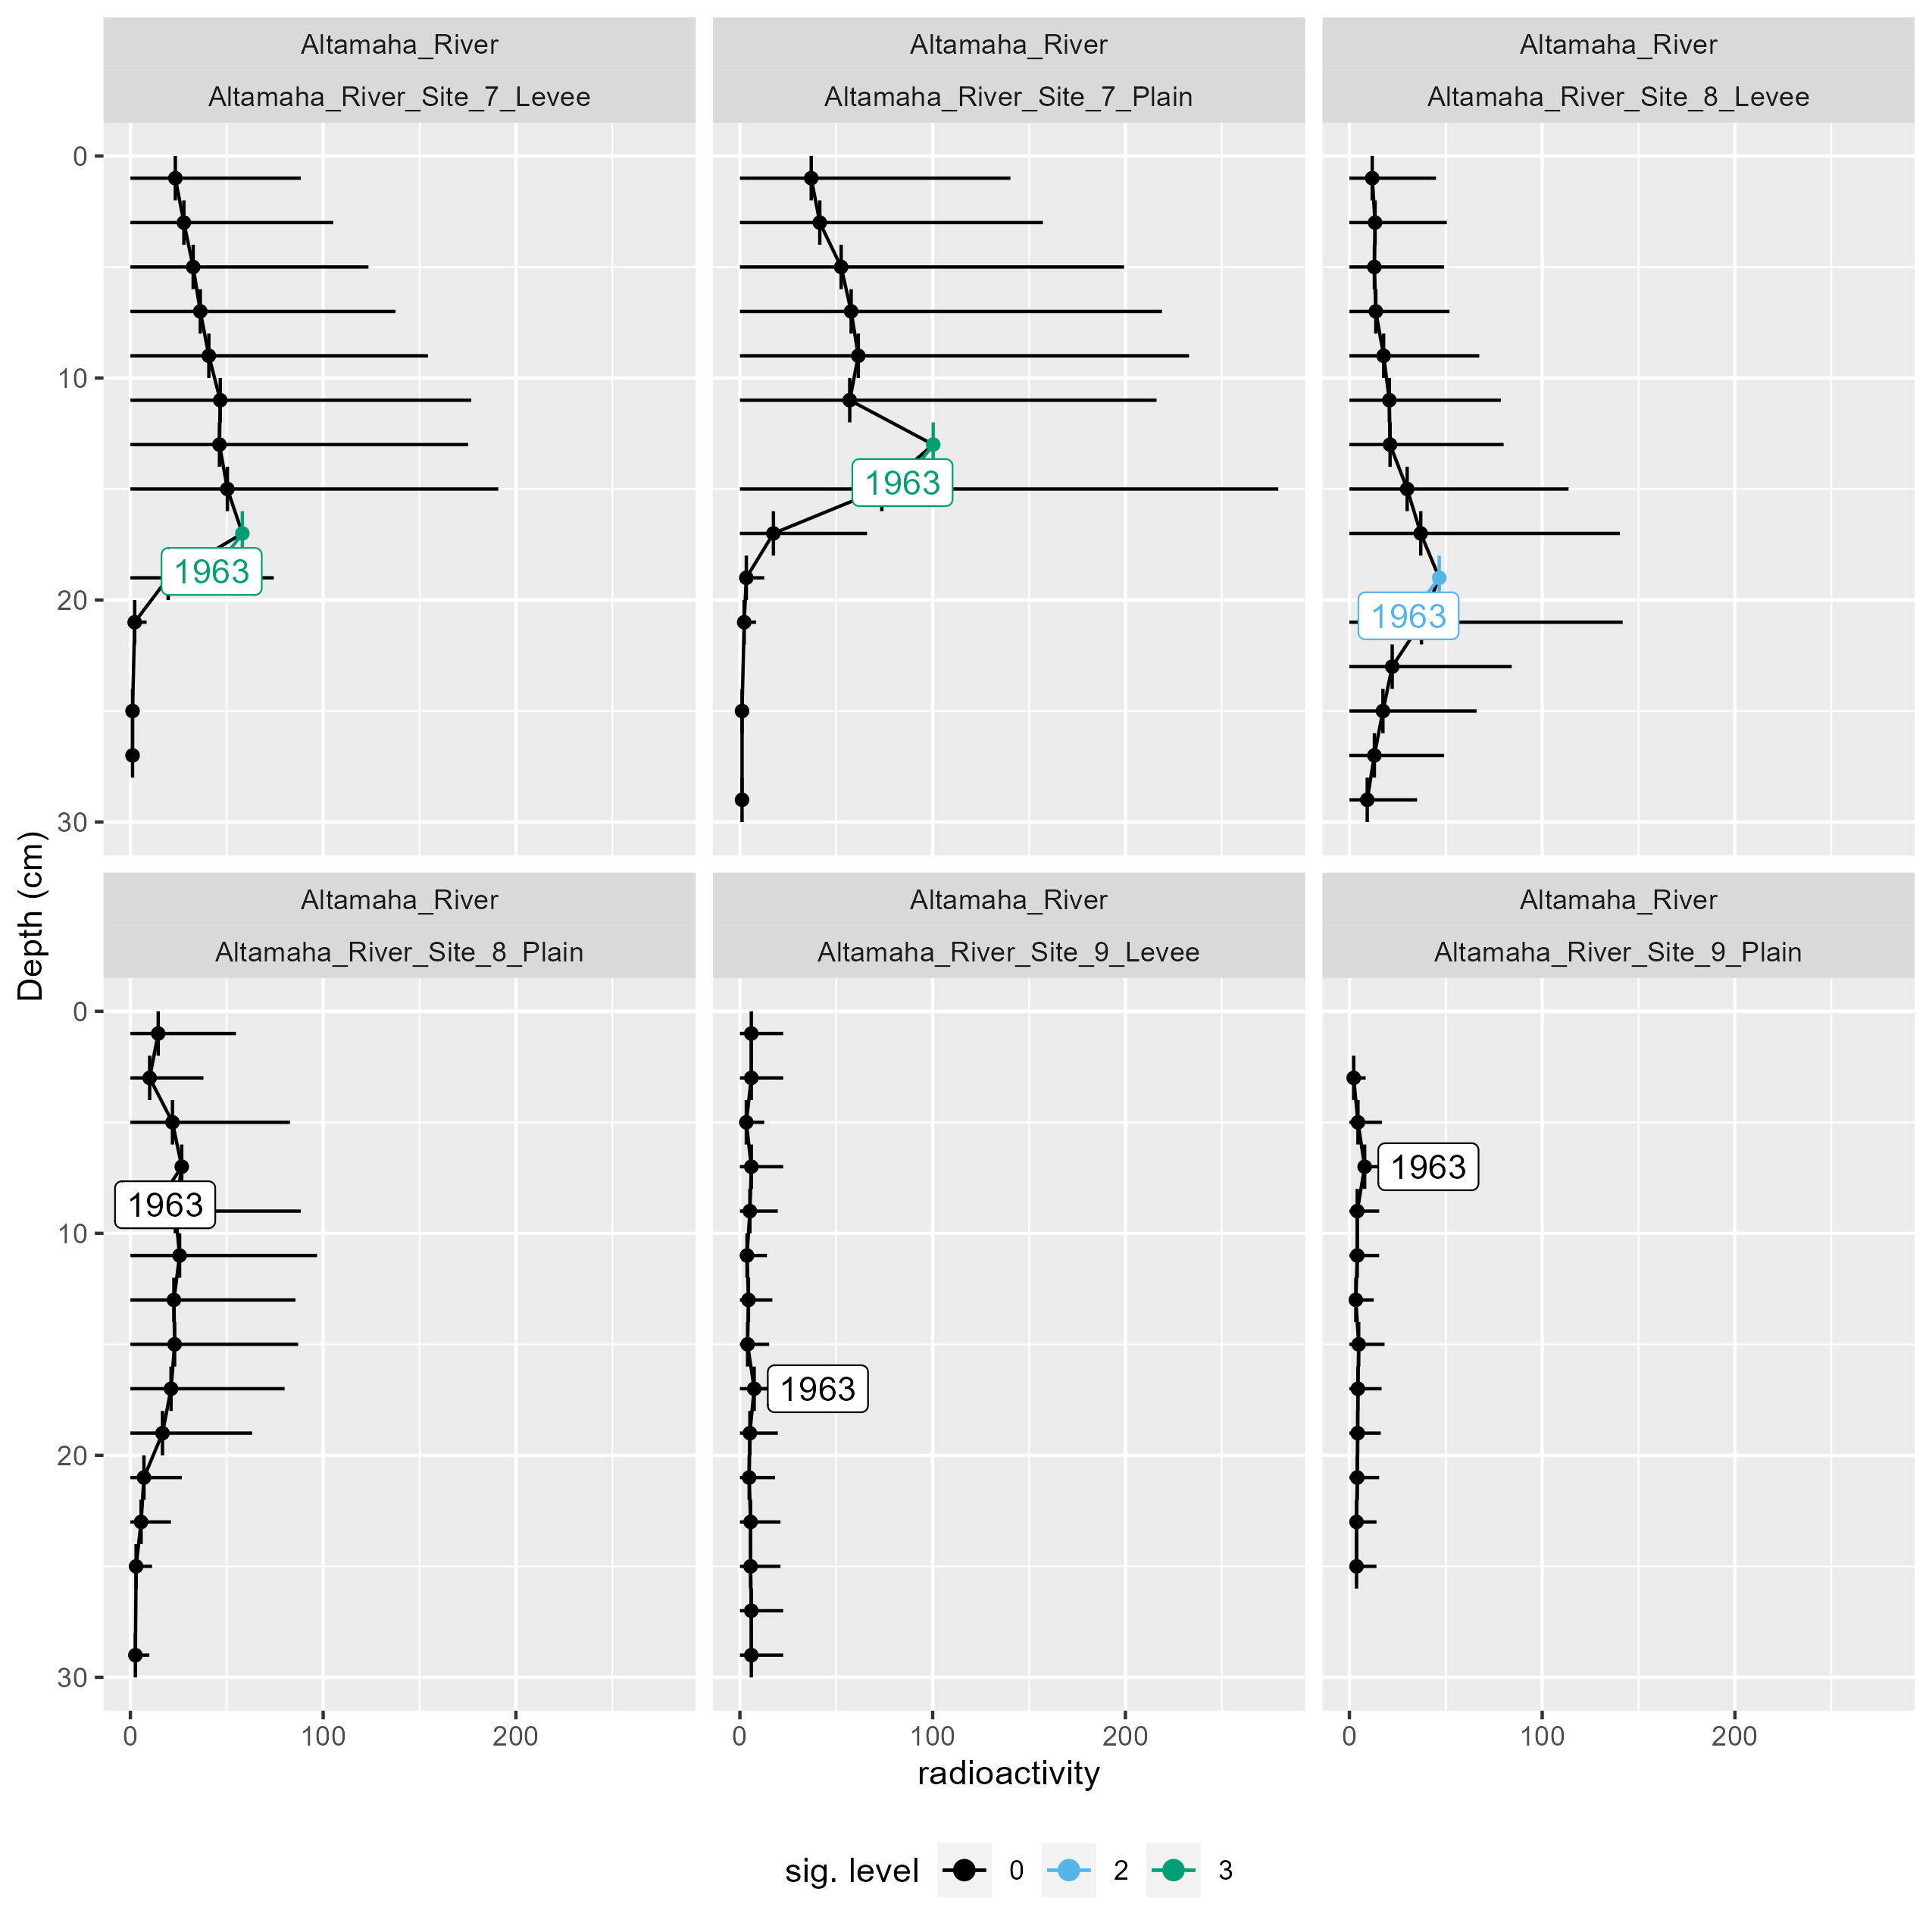 Altamaha_River
Altamaha_River_Site_7_Levee
Altamaha_River
Altamaha_River_Site_7_Plain
Altamaha_River
Altamaha_River_Site_8_Levee
0
10
20
30
1963
1963
1963
Depth (cm)
Altamaha_River
Altamaha_River_Site_8_Plain
Altamaha_River
Altamaha_River_Site_9_Levee
Altamaha_River
Altamaha_River_Site_9_Plain
0
10
20
30
1963
1963
1963
0 100 200
0 100 200
0 100 200
radioactivity
sig. level 0 2 3